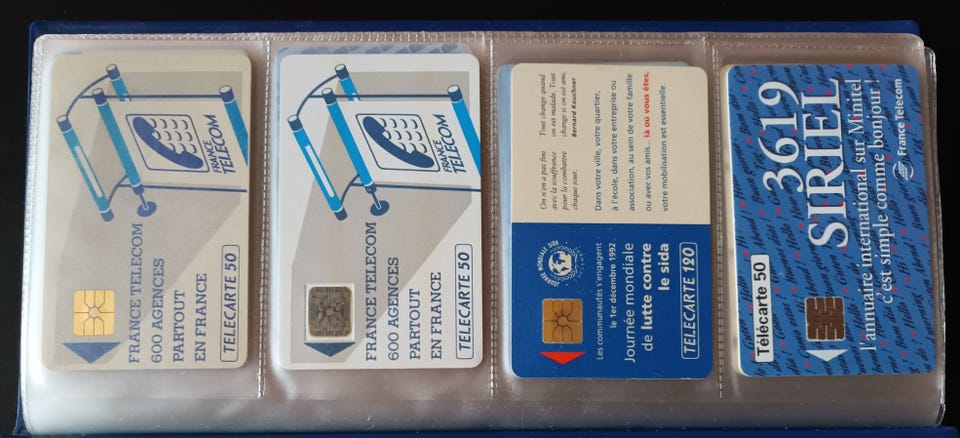 FRANCE
TELECOM
FRANCE TELECOM
600 AGENCES
PARTOUT
EN FRANCE
TELECARTE 50
FRANCE
TELECOM
FRANCE TELECOM
600 AGENCES
PARTOUT
EN FRANCE
TELECARTE 50
On n'en a pas fini
avec la souffrance
pour la combattre
chaque jour.
Tout change quand
on est malade. Tout
change si on est ami.
Bernard Kouchner
Dans votre ville, votre quartier,
à l'école, dans votre entreprise ou
association, au sein de votre famille
ou avec vos amis... là ou vous êtes,
votre mobilisation est essentielle.
JOURNÉE MONDIALE SIDA
Les communautés s'engagent
le 1er décembre 1992
Journée mondiale
de lutte contre
le sida
TELECARTE 120
Télécarte 50
3619
SIRIEL
l'annuaire international sur Minitel
c'est simple comme bonjour !
France Telecom